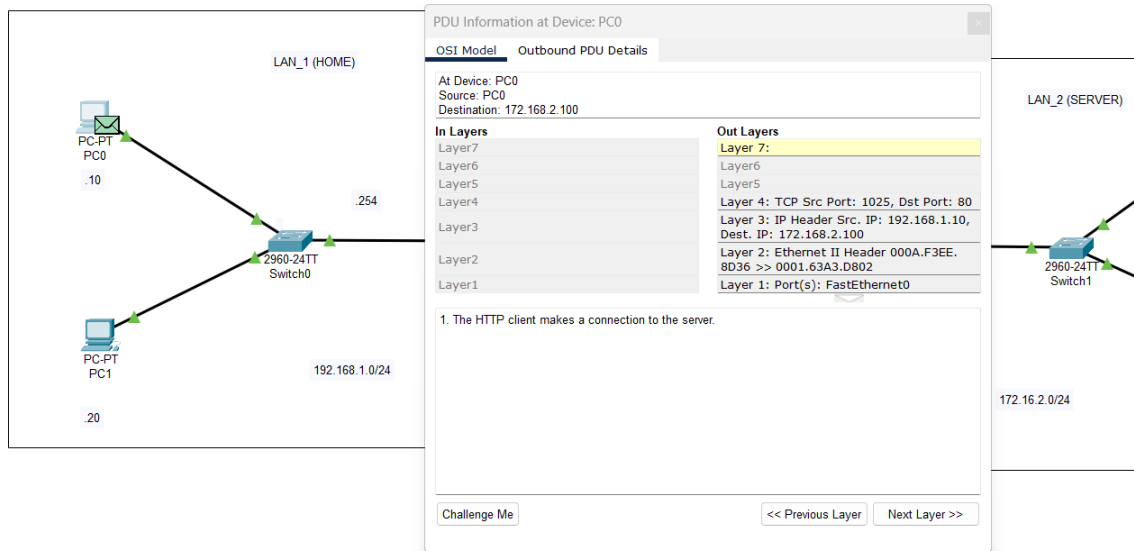 PDU Information at Device: PC0
OSI Model
Outbound PDU Details
At Device: PC0
Source: PC0
Destination: 172.168.2.100
In Layers
Layer7
Layer6
Layer5
Layer4
Layer3
Layer2
Layer1
Out Layers
Layer 7:
Layer6
Layer5
Layer 4: TCP Src Port: 1025, Dst Port: 80
Layer 3: IP Header Src. IP: 192.168.1.10,
Dest. IP: 172.168.2.100
Layer 2: Ethernet II Header 000A.F3EE.
8D36 >> 0001.63A3.D802
Layer 1: Port(s): FastEthernet0
1. The HTTP client makes a connection to the server.
Challenge Me
<< Previous Layer
Next Layer >>
LAN_1 (HOME)
PC-PT
PC0
.10
.254
2960-24TT
Switch0
PC-PT
PC1
192.168.1.0/24
.20
LAN_2 (SERVER)
2960-24TT
Switch1
172.16.2.0/24